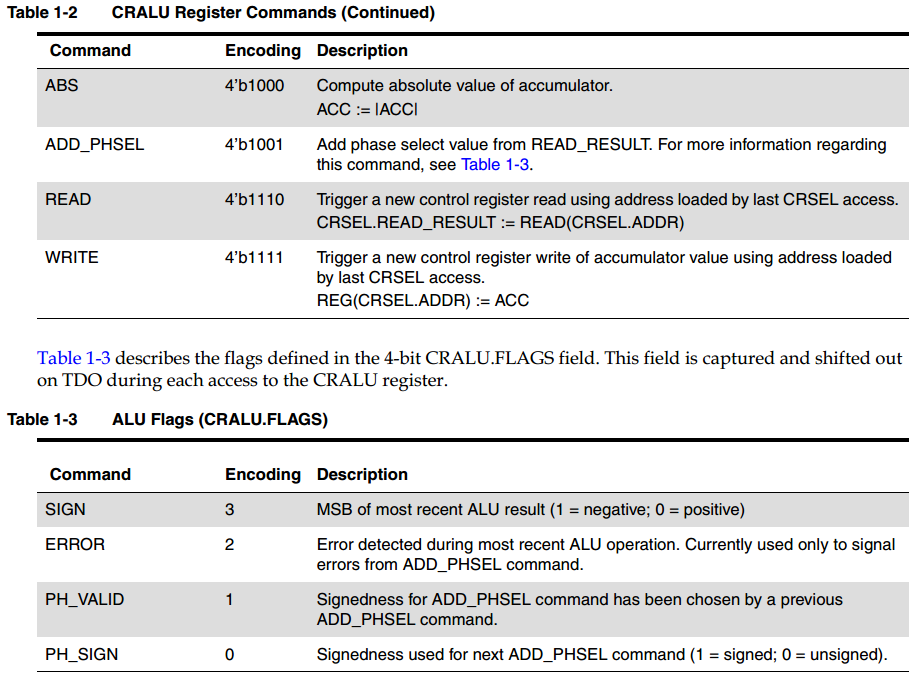 Table 1-2 CRALU Register Commands (Continued)
Command Encoding Description
ABS 4’b1000 Compute absolute value of accumulator.
ACC := |ACC|
ADD_PHSEL 4’b1001 Add phase select value from READ_RESULT. For more information regarding
this command, see Table 1-3.
READ 4’b1110 Trigger a new control register read using address loaded by last CRSEL access.
CRSEL.READ_RESULT := READ(CRSEL.ADDR)
WRITE 4’b1111 Trigger a new control register write of accumulator value using address loaded
by last CRSEL access.
REG(CRSEL.ADDR) := ACC
Table 1-3 describes the flags defined in the 4-bit CRALU.FLAGS field. This field is captured and shifted out
on TDO during each access to the CRALU register.
Table 1-3 ALU Flags (CRALU.FLAGS)
Command Encoding Description
SIGN 3 MSB of most recent ALU result (1 = negative; 0 = positive)
ERROR 2 Error detected during most recent ALU operation. Currently used only to signal
errors from ADD_PHSEL command.
PH_VALID 1 Signedness for ADD_PHSEL command has been chosen by a previous
ADD_PHSEL command.
PH_SIGN 0 Signedness used for next ADD_PHSEL command (1 = signed; 0 = unsigned).